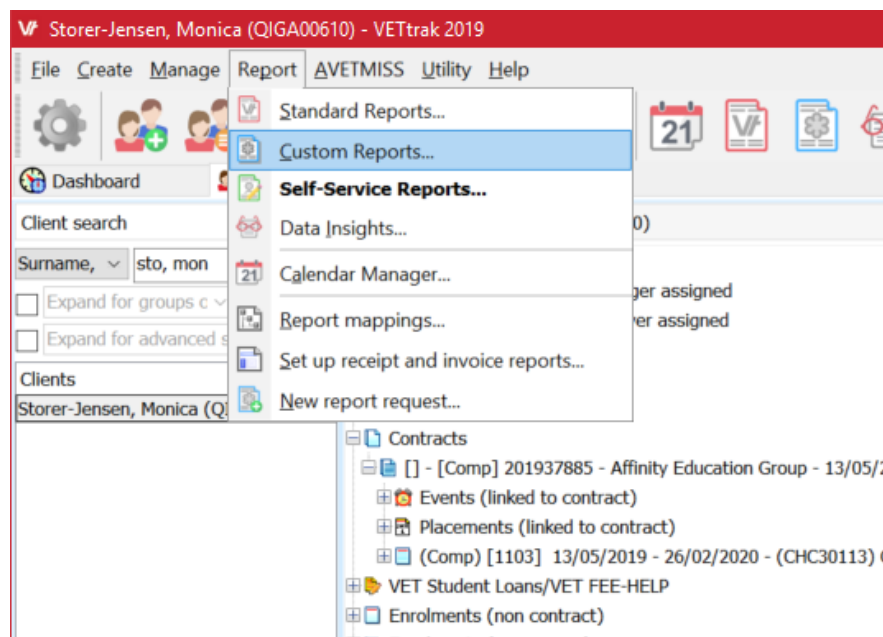 Storer-Jensen, Monica (QIGA00610) - VETtrak 2019
File Create Manage Report AVETMISS Utility Help
Standard Reports...
Custom Reports...
Self-Service Reports...
Data Insights...
Calendar Manager...
Report mappings...
Set up receipt and invoice reports...
New report request...
21
Dashboard
Client search
0)
Surname, sto, mon
Expand for groups
ger assigned
Expand for advanced s
er assigned
Clients
Storer-Jensen, Monica (Q
Contracts
[] - [Comp] 201937885 - Affinity Education Group - 13/05/2
Events (linked to contract)
Placements (linked to contract)
(Comp) [1103] 13/05/2019 - 26/02/2020 - (CHC30113)
VET Student Loans/VET FEE-HELP
Enrolments (non contract)